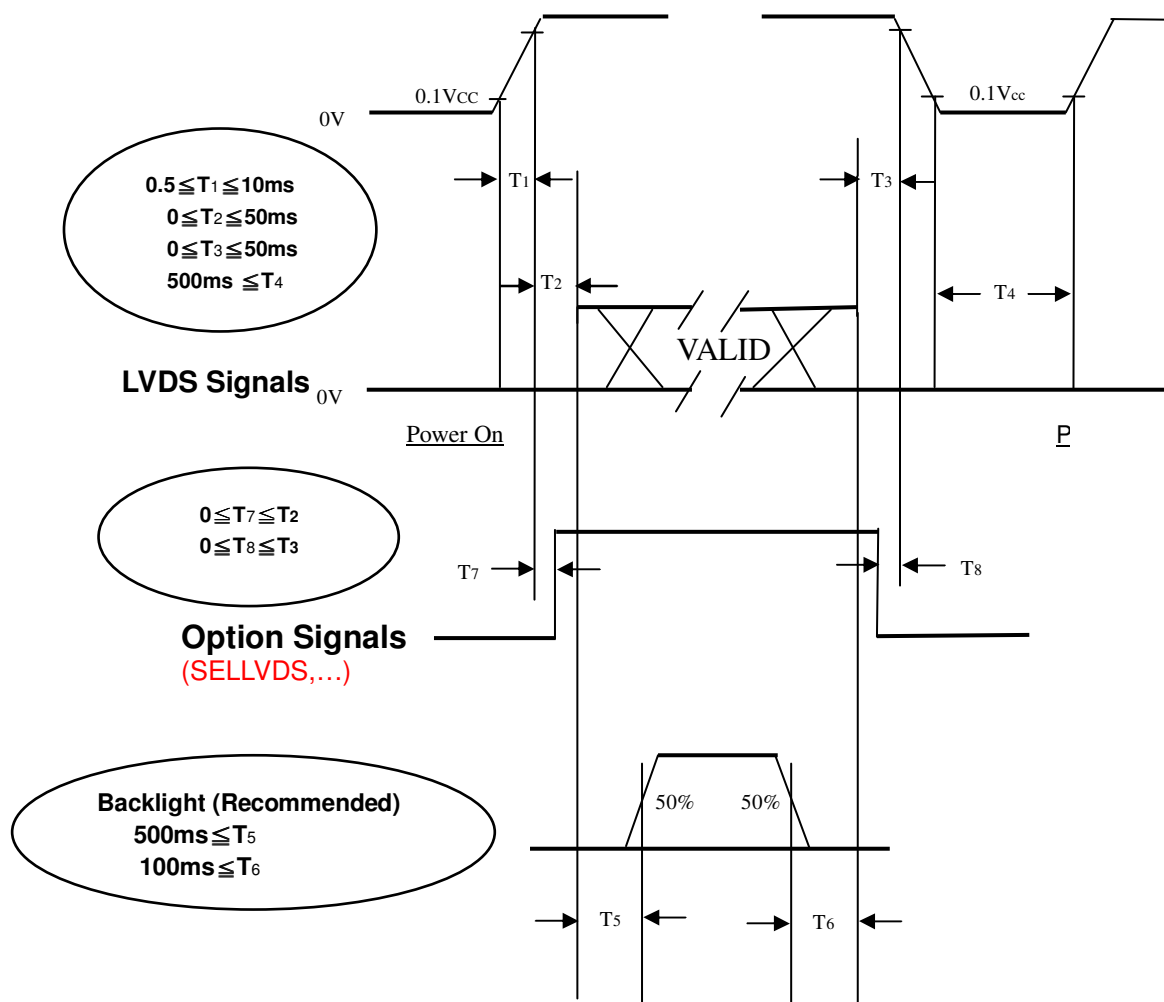 0.1VCC
0.1Vcc
0V
0.5≦T1≦10ms
0≦T2≦50ms
0≦T3≦50ms
500ms ≦T4
T1
T3
T2
T4
VALID
LVDS Signals 0V
Power On
P
0≦T7≦T2
0≦T8≦T3
T7
T8
Option Signals
(SELLVDS,…)
Backlight (Recommended)
500ms≦T5
100ms≦T6
50%
50%
T5
T6